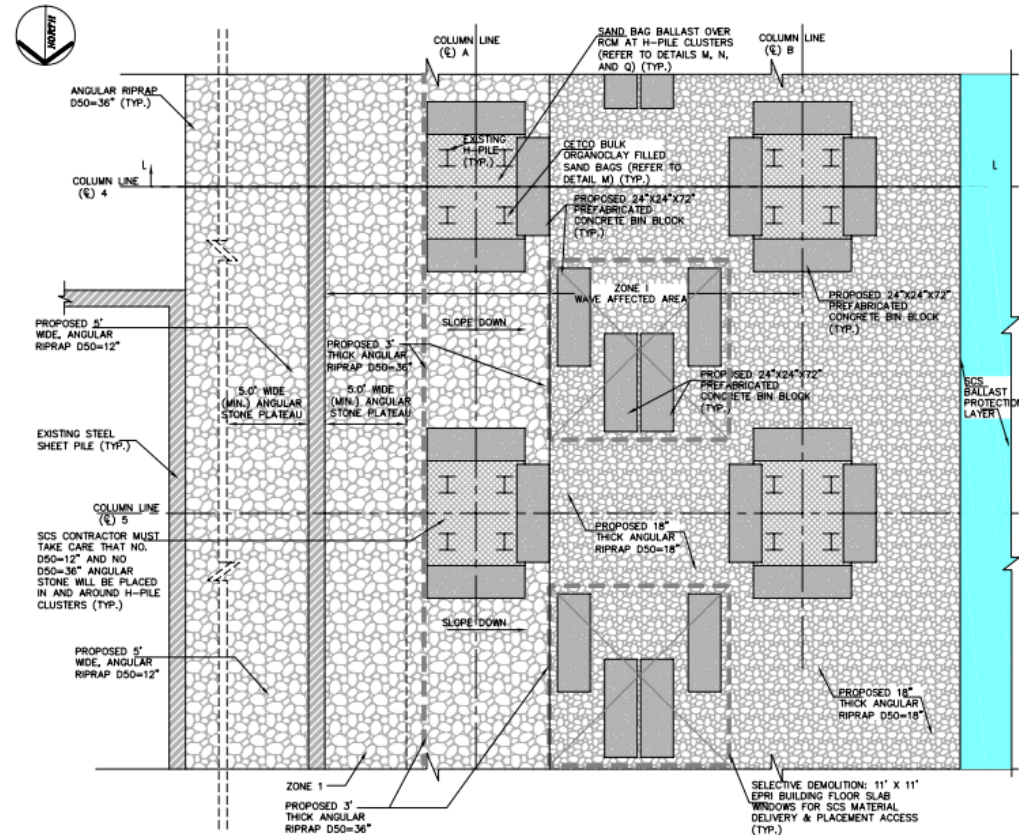 NORTH
COLUMN LINE
(℄) A
SAND BAG BALLAST OVER
RCM AT H-PILE CLUSTERS
(REFER TO DETAILS M, N,
AND Q) (TYP.)
COLUMN LINE
(℄) B
ANGULAR RIPRAP
D50=36" (TYP.)
EXISTING
H-PILE
(TYP.)
CETCO BULK
ORGANOCLAY FILLED
SAND BAGS (REFER TO
DETAIL M) (TYP.)
L
L
COLUMN LINE
(℄) 4
PROPOSED 24"X24"X72"
PREFABRICATED
CONCRETE BIN BLOCK
(TYP.)
ZONE I
WAVE AFFECTED AREA
PROPOSED 24"X24"X72"
PREFABRICATED
CONCRETE BIN BLOCK
(TYP.)
PROPOSED 5'
WIDE, ANGULAR
RIPRAP D50=12"
SLOPE DOWN
PROPOSED 3'
THICK ANGULAR
RIPRAP D50=36"
PROPOSED 24"X24"X72"
PREFABRICATED
CONCRETE BIN BLOCK
(TYP.)
SCS
BALLAST
PROTECTION
LAYER
5.0' WIDE
(MIN.) ANGULAR
STONE PLATEAU
5.0' WIDE
(MIN.) ANGULAR
STONE PLATEAU
EXISTING STEEL
SHEET PILE (TYP.)
COLUMN LINE
(℄) 5
SCS CONTRACTOR MUST
TAKE CARE THAT NO.
D50=12" AND NO
D50=36" ANGULAR
STONE WILL BE PLACED
IN AND AROUND H-PILE
CLUSTERS (TYP.)
PROPOSED 18"
THICK ANGULAR
RIPRAP D50=18"
SLOPE DOWN
PROPOSED 5'
WIDE, ANGULAR
RIPRAP D50=12"
PROPOSED 18"
THICK ANGULAR
RIPRAP D50=18"
ZONE 1
PROPOSED 3'
THICK ANGULAR
RIPRAP D50=36"
SELECTIVE DEMOLITION: 11' X 11'
EPRI BUILDING FLOOR SLAB
WINDOWS FOR SCS MATERIAL
DELIVERY & PLACEMENT ACCESS
(TYP.)